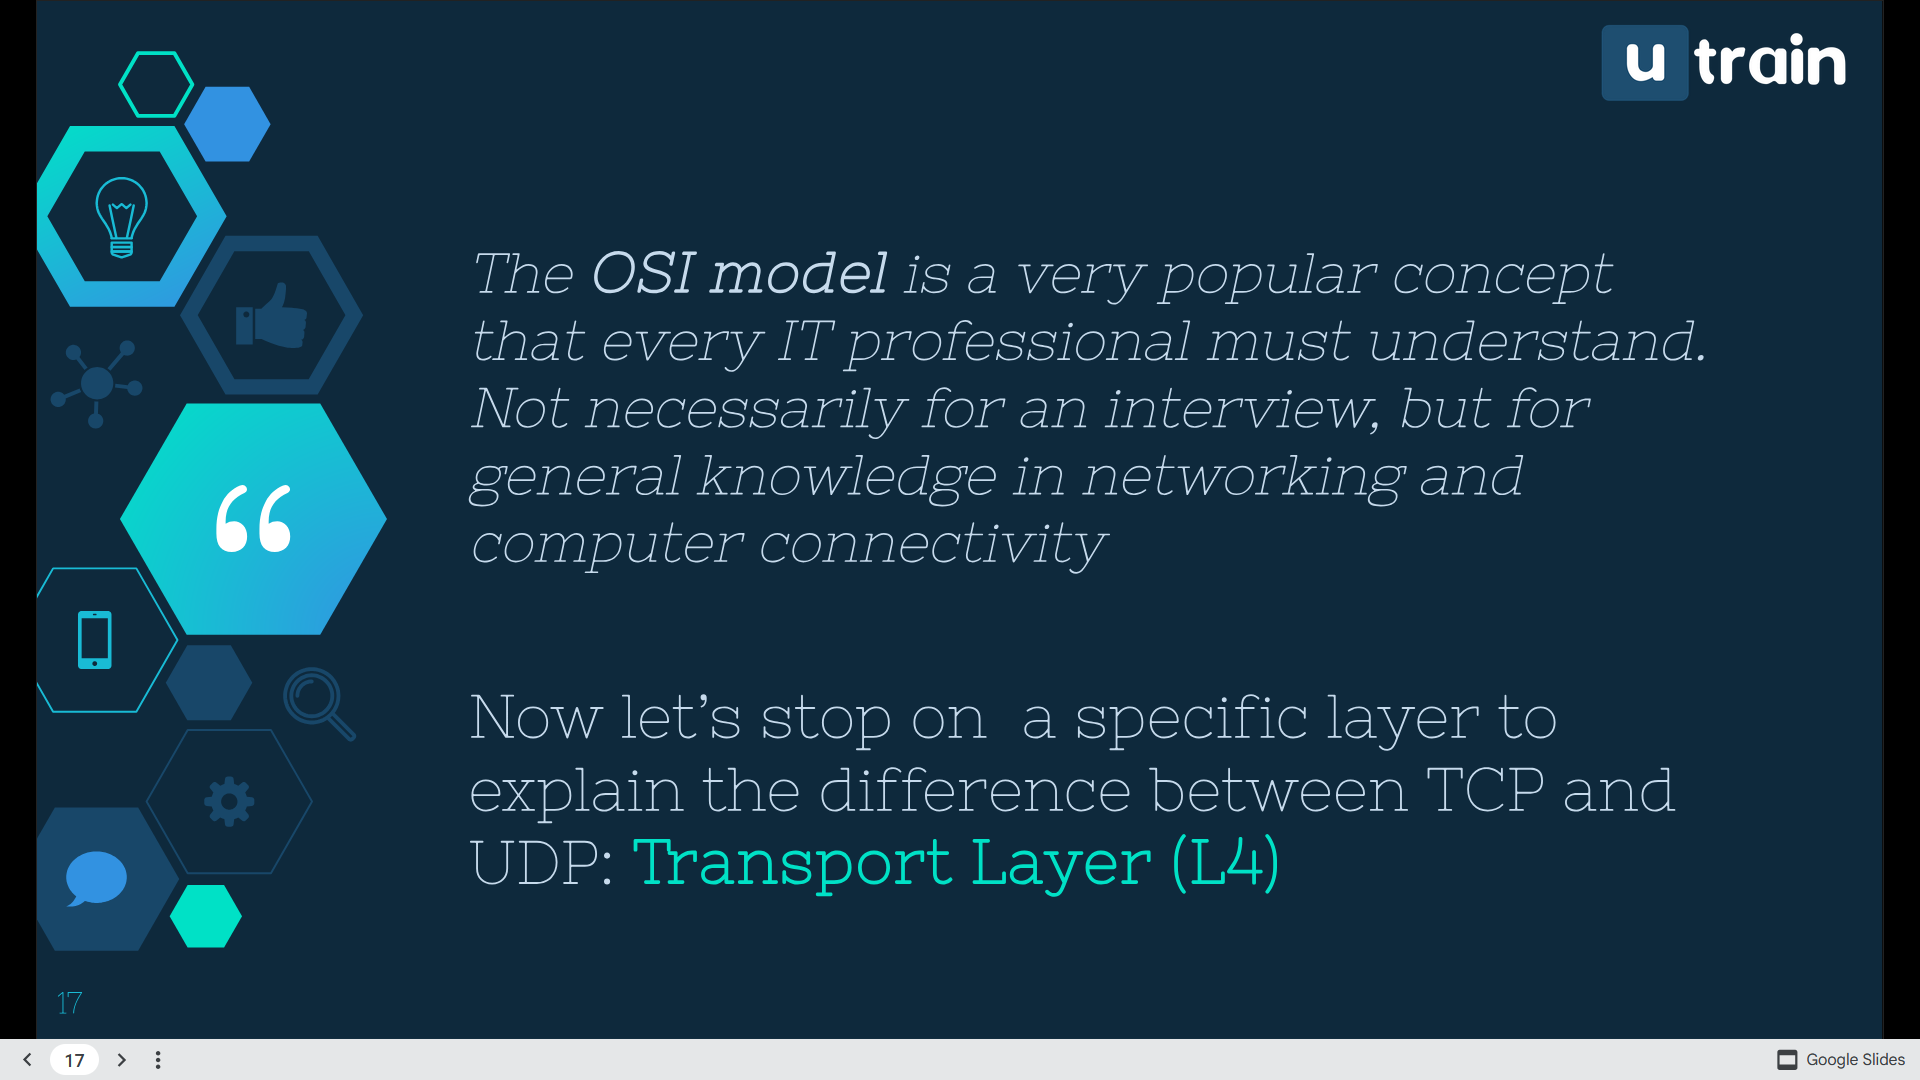 u train
The OSI model is a very popular concept
that every IT professional must understand.
Not necessarily for an interview, but for
general knowledge in networking and
computer connectivity
Now let’s stop on  a specific layer to
explain the difference between TCP and
UDP: Transport Layer (L4)
17
17
Google Slides